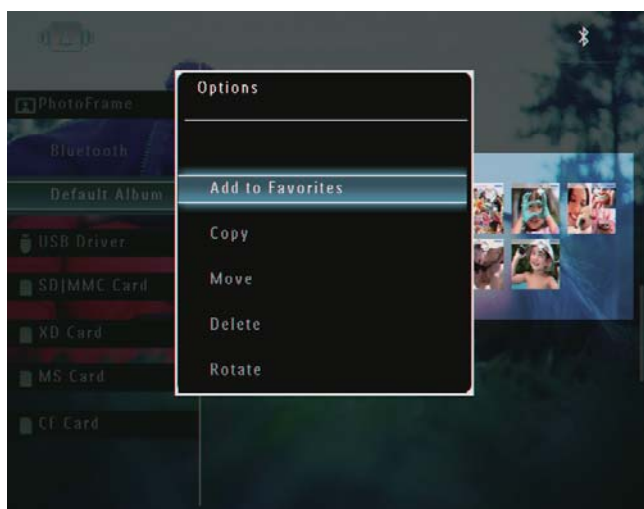 PhotoFrame
Bluetooth
Default Album
USB Driver
SD|MMC Card
XD Card
MS Card
CF Card
Options
Add to Favorites
Copy
Move
Delete
Rotate